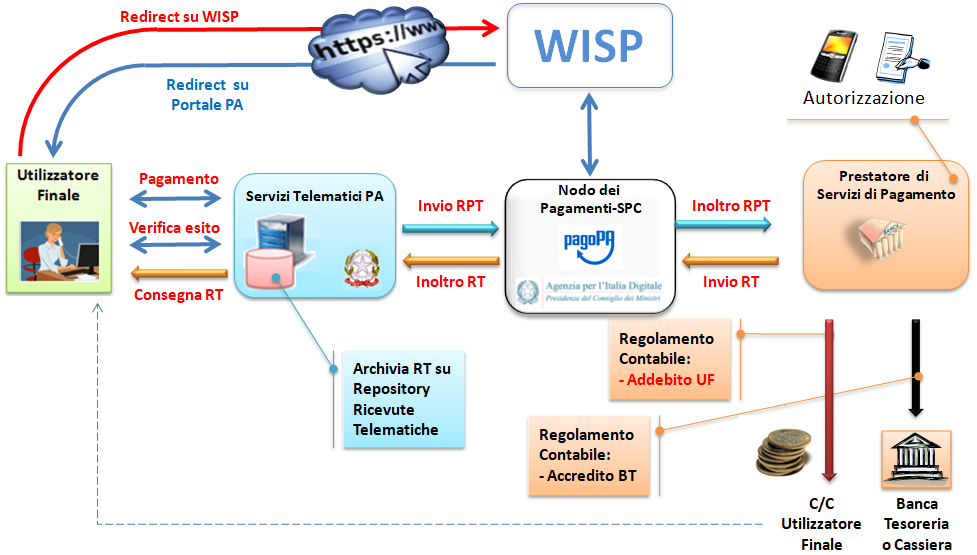 Redirect su WISP
https://www
WISP
Redirect su
Portale PA
Autorizzazione
Utilizzatore
Finale
Pagamento
Verifica esito
Consegna RT
Servizi Telematici PA
Invio RPT
Inoltro RT
Nodo dei
Pagamenti-SPC
pagoPA
Agenzia per l'Italia Digitale
Presidenza del Consiglio dei Ministri
Inoltro RPT
Invio RT
Prestatore di
Servizi di Pagamento
BANCA
Archivia RT su
Repository
Ricevute
Telematiche
Regolamento
Contabile:
- Addebito UF
Regolamento
Contabile:
- Accredito BT
C/C
Utilizzatore
Finale
Banca
Tesoreria
o Cassiera